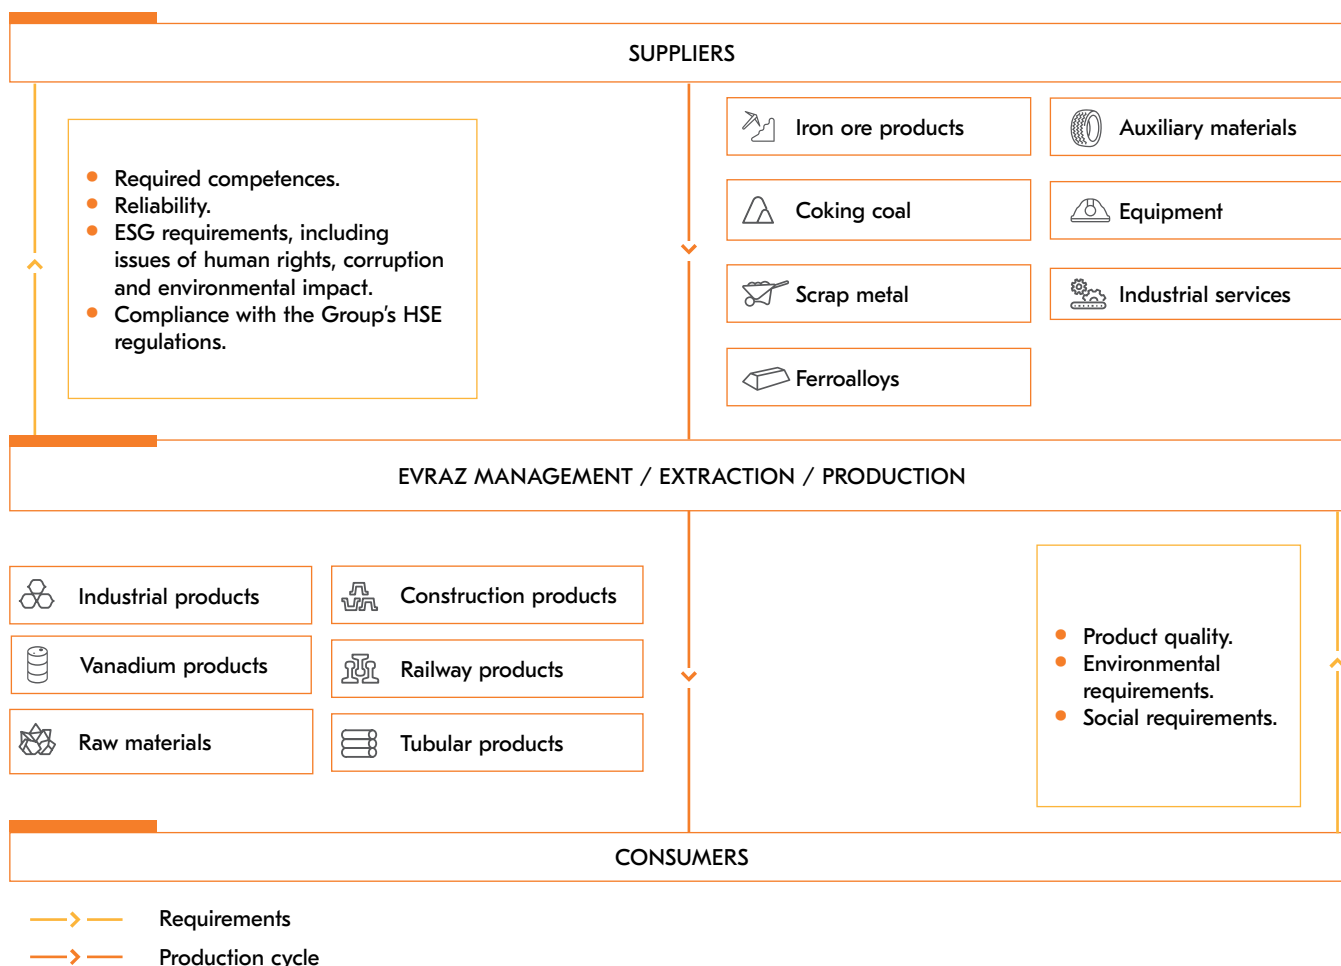 SUPPLIERS
Required competences.
Reliability.
ESG requirements, including
issues of human rights, corruption
and environmental impact.
Compliance with the Group's HSE
regulations.
Iron ore products
Auxiliary materials
Coking coal
Equipment
Scrap metal
Industrial services
Ferroalloys
EVRAZ MANAGEMENT / EXTRACTION / PRODUCTION
Industrial products
Construction products
Vanadium products
Railway products
Raw materials
Tubular products
Product quality.
Environmental
requirements.
Social requirements.
CONSUMERS
Requirements
Production cycle